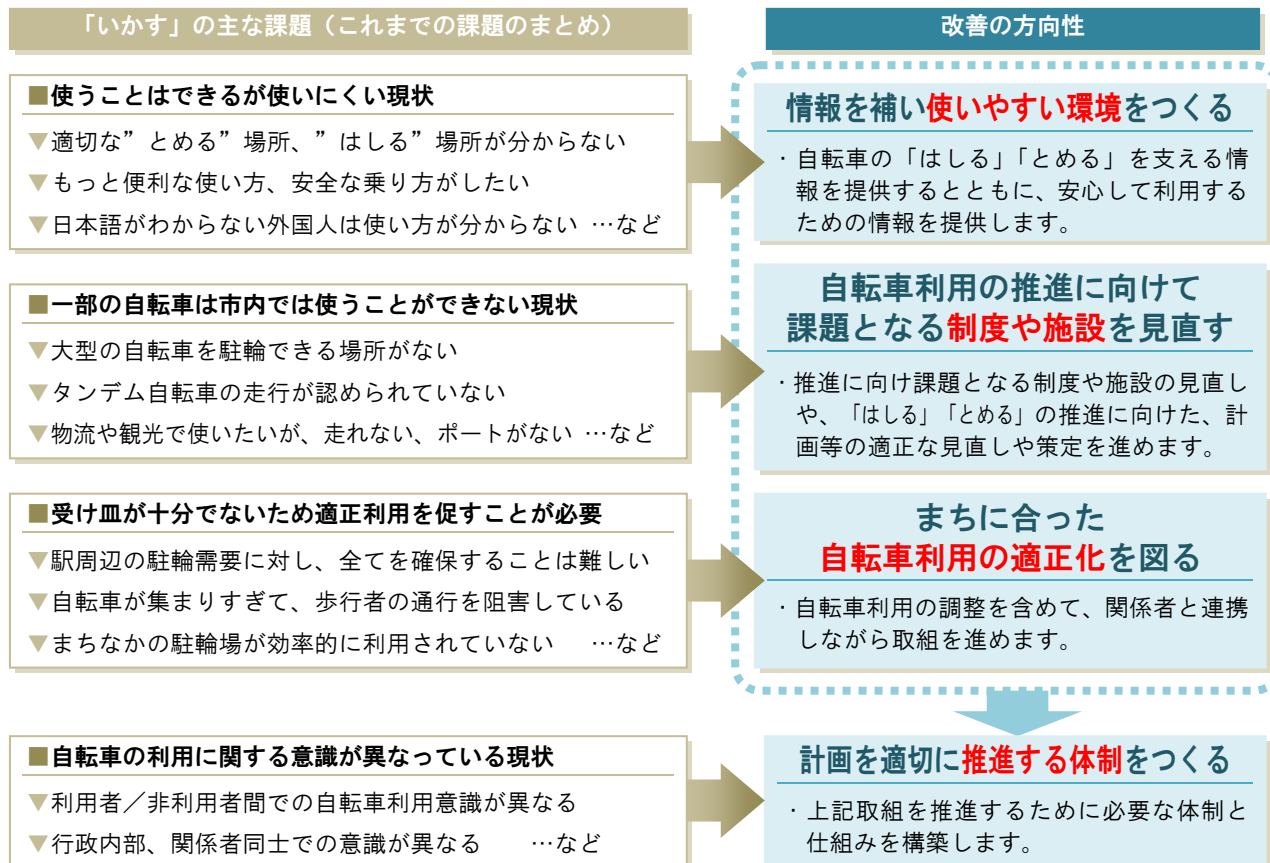 「いかす」の主な課題（これまでの課題のまとめ）
改善の方向性
■使うことはできるが使いにくい現状
▼適切な”とめる”場所、”はしる”場所が分からない
▼もっと便利な使い方、安全な乗り方がしたい
▼日本語がわからない外国人は使い方が分からない …など
情報を補い使いやすい環境をつくる
・自転車の「はしる」「とめる」を支える情
報を提供するとともに、安心して利用する
ための情報を提供します。
■一部の自転車は市内では使うことができない現状
▼大型の自転車を駐輪できる場所がない
▼タンデム自転車の走行が認められていない
▼物流や観光で使いたいが、走れない、ポートがない …など
自転車利用の推進に向けて
課題となる制度や施設を見直す
・推進に向け課題となる制度や施設の見直し
や、「はしる」「とめる」の推進に向けた、計
画等の適正な見直しや策定を進めます。
■受け皿が十分でないため適正利用を促すことが必要
▼駅周辺の駐輪需要に対し、全てを確保することは難しい
▼自転車が集まりすぎて、歩行者の通行を阻害している
▼まちなかの駐輪場が効率的に利用されていない …など
まちに合った
自転車利用の適正化を図る
・自転車利用の調整を含めて、関係者と連携
しながら取組を進めます。
■自転車の利用に関する意識が異なっている現状
▼利用者／非利用者間での自転車利用意識が異なる
▼行政内部、関係者同士での意識が異なる …など
計画を適切に推進する体制をつくる
・上記取組を推進するために必要な体制と
仕組みを構築します。